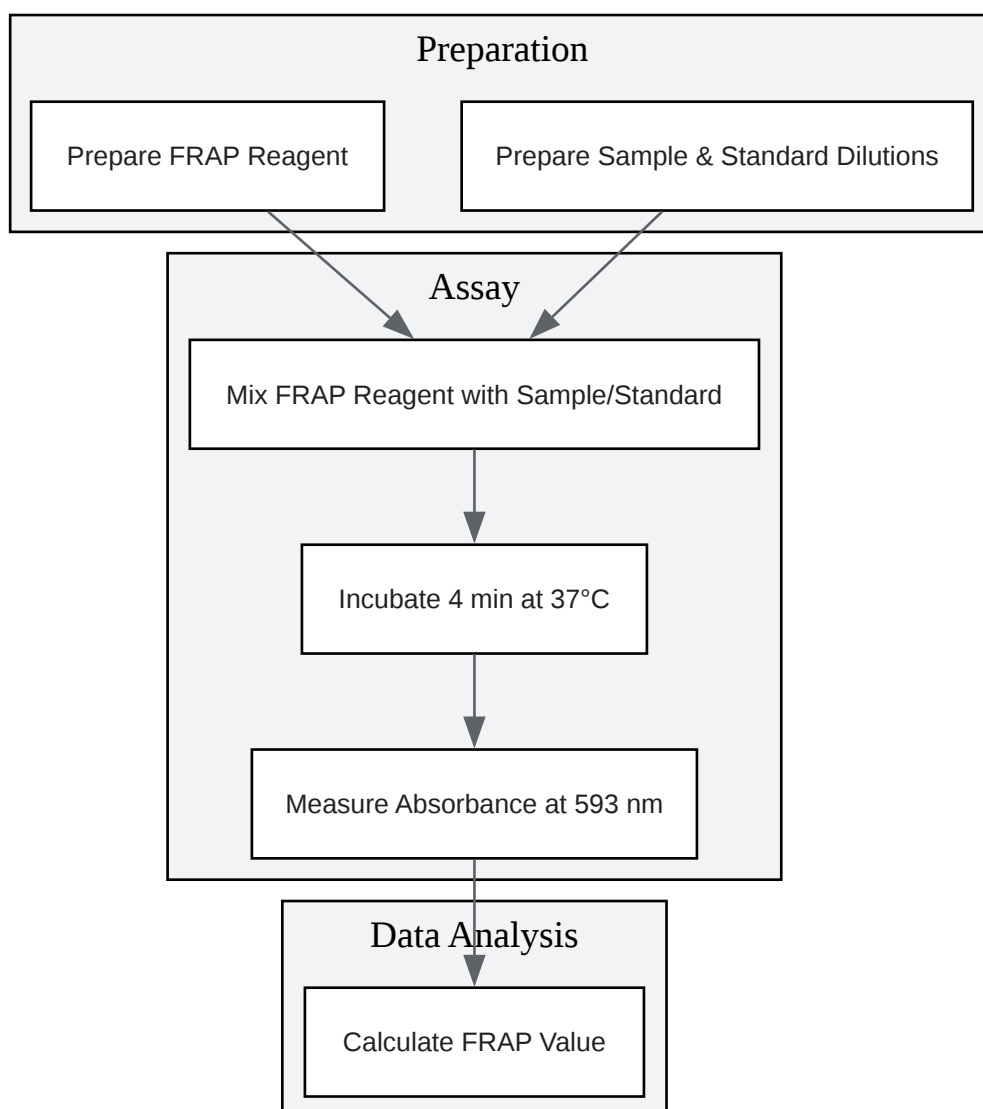 Preparation
Prepare FRAP Reagent
Prepare Sample & Standard Dilutions
Assay
Mix FRAP Reagent with Sample/Standard
Incubate 4 min at 37°C
Measure Absorbance at 593 nm
Data Analysis
Calculate FRAP Value